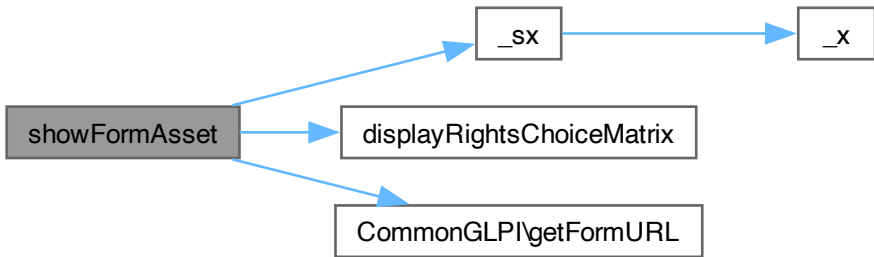 _sx
_x
showFormAsset
displayRightsChoiceMatrix
CommonGLPI\getFormURL